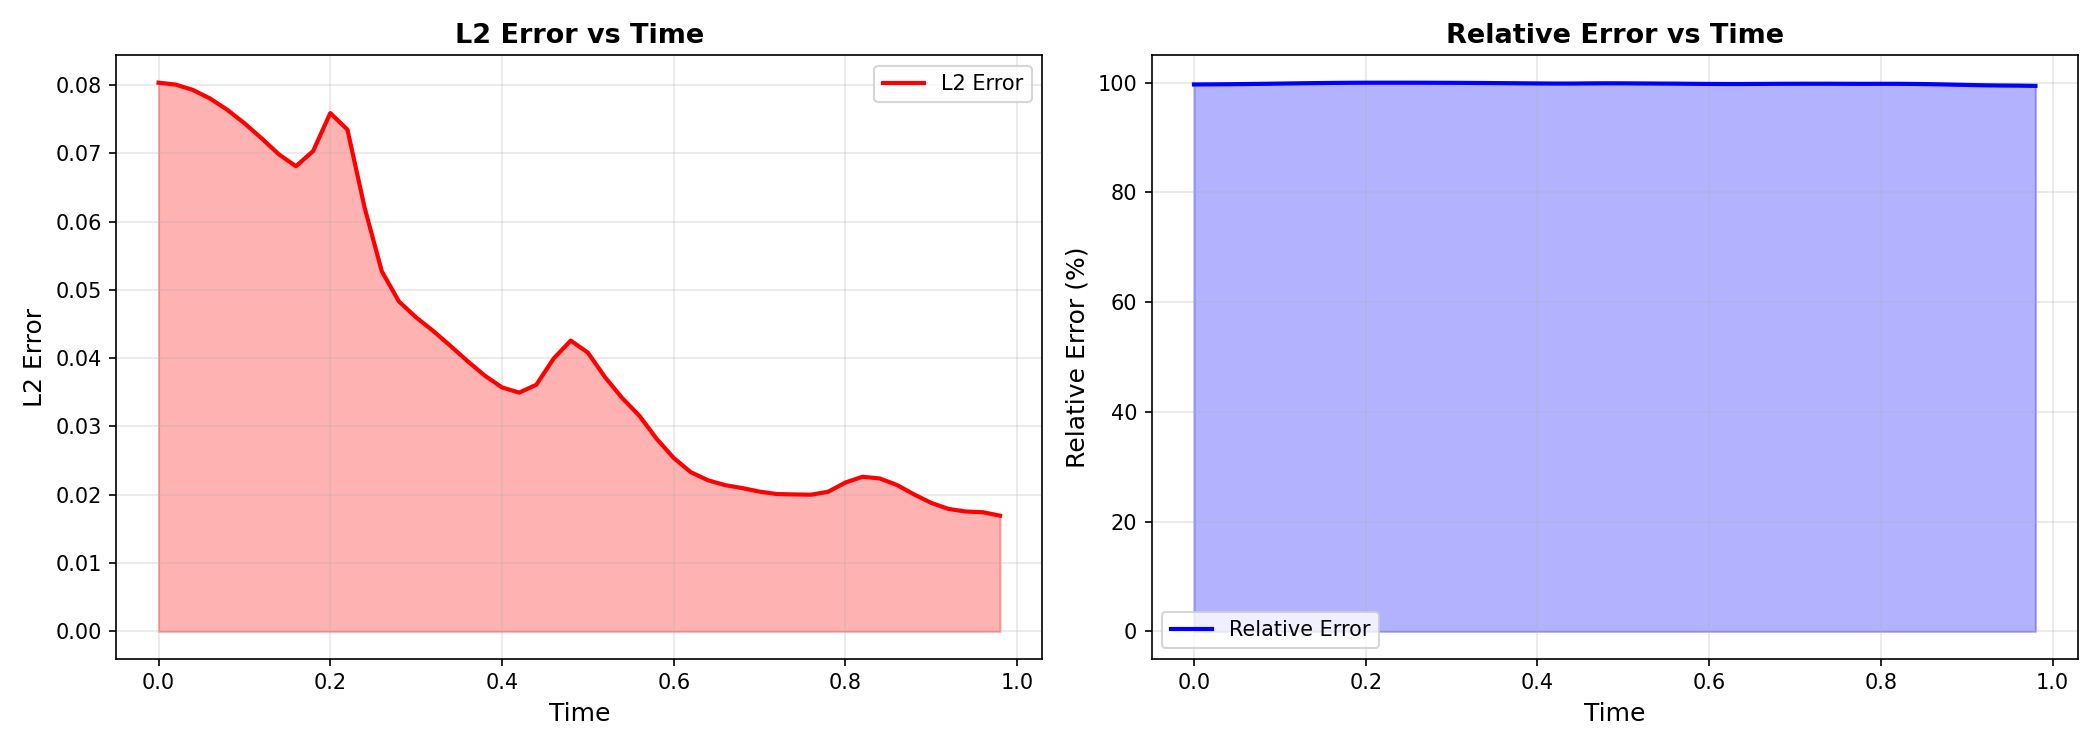 L2 Error vs Time
L2 Error
0.08
0.07
0.06
0.05
0.04
0.03
0.02
0.01
0.00
L2 Error
0.0 0.2 0.4 0.6 0.8 1.0
Time
Relative Error vs Time
100
80
60
40
20
0
Relative Error (%)
Relative Error
0.0 0.2 0.4 0.6 0.8 1.0
Time